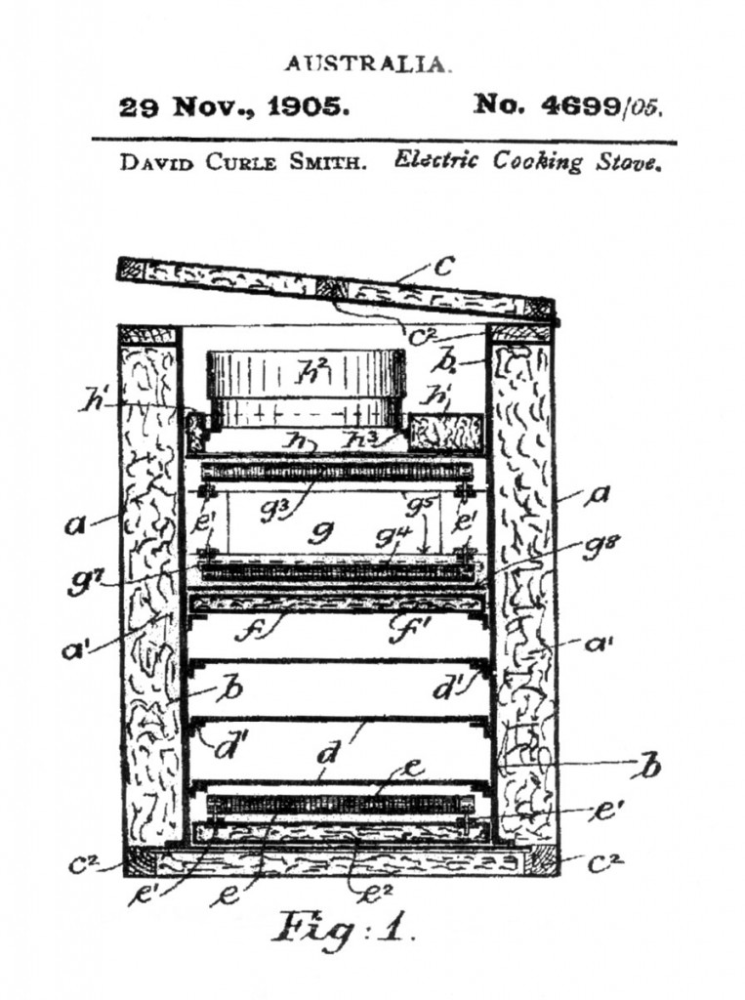 AUSTRALIA.
29 Nov., 1905. No. 4699/05.
DAVID CURLE SMITH. Electric Cooking Stove.
c
c²
b.
h²
h' h'
h h³
a g³ g⁵ a
e' g e'
g⁴
g⁷ g⁸
f f'
a' a'
b d'
d' d b
e
e'
c² c²
e' e e²
Fig: 1.